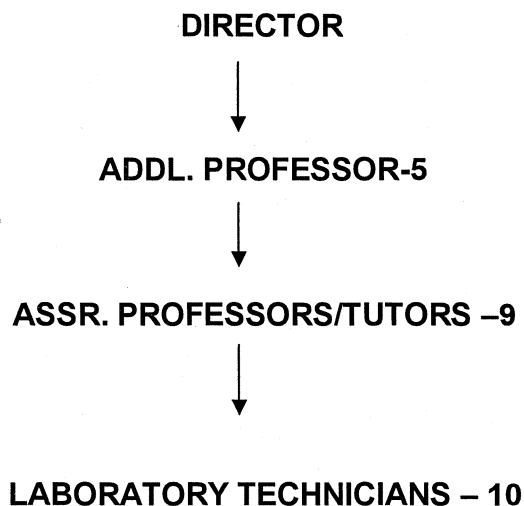 DIRECTOR
ADDL. PROFESSOR-5
ASSR. PROFESSORS/TUTORS –9
LABORATORY TECHNICIANS – 10